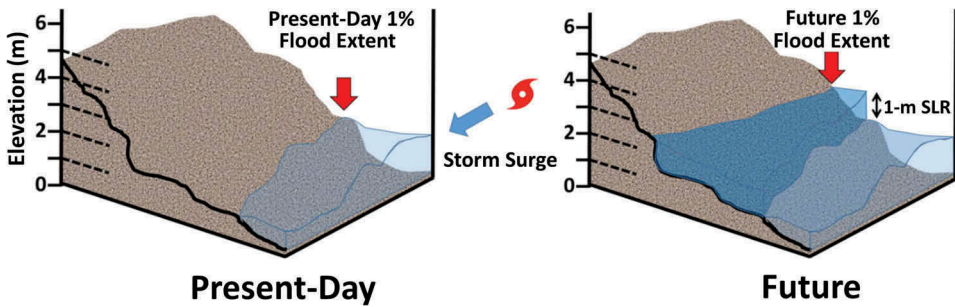 Present-Day 1%
Flood Extent
Elevation (m)
6
4
2
0
Storm Surge
Present-Day
Future 1%
Flood Extent
1-m SLR
6
4
2
0
Future